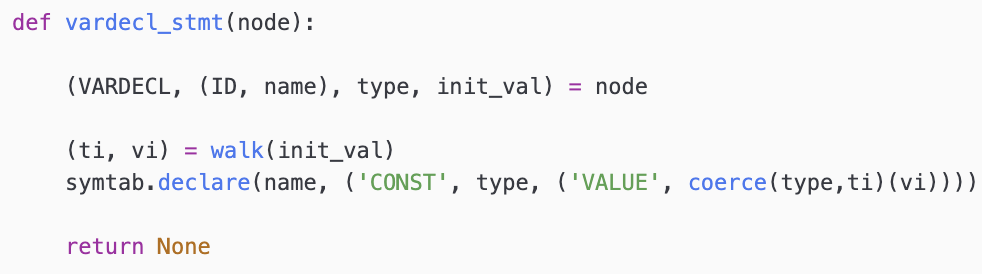 def vardecl_stmt(node):
(VARDECL, (ID, name), type, init_val) = node
(ti, vi) = walk(init_val)
symtab.declare(name, ('CONST', type, ('VALUE', coerce(type,ti)(vi))))
return None